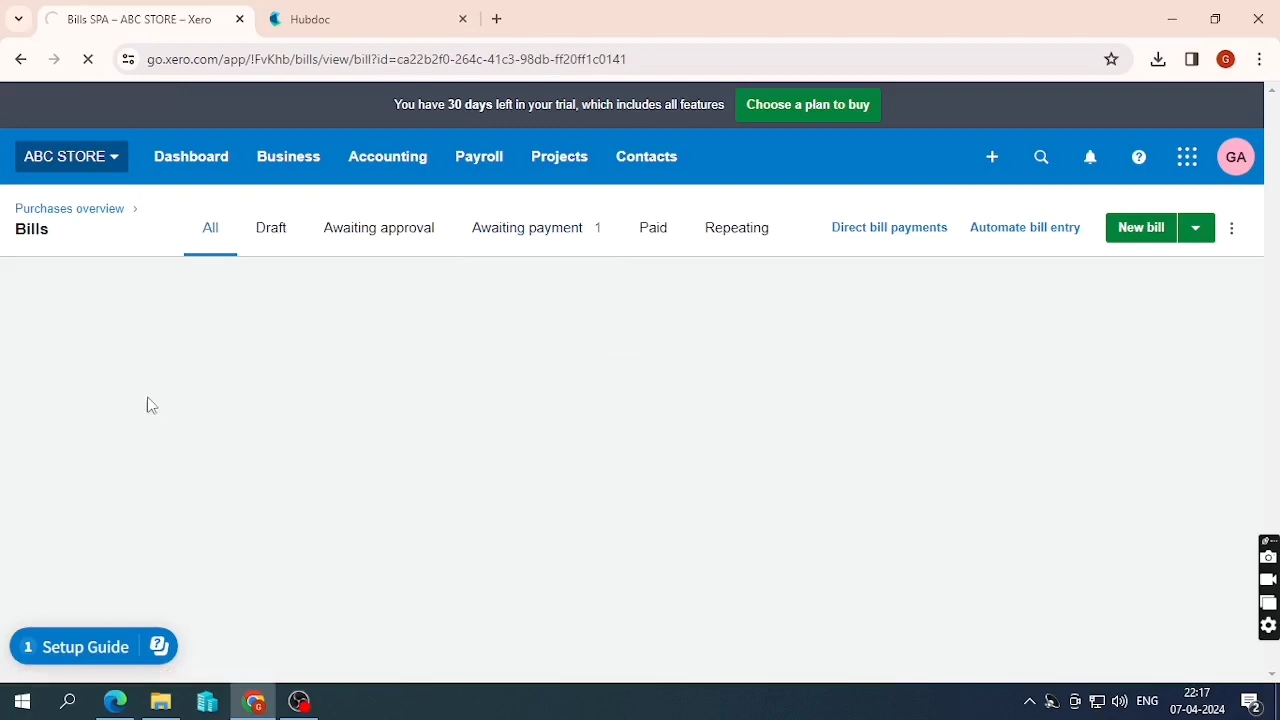 Bills SPA – ABC STORE – Xero
Hubdoc
go.xero.com/app/!FvKhb/bills/view/bill?id=ca22b2f0-264c-41c3-98db-ff20ff1c0141
G
You have 30 days left in your trial, which includes all features
Choose a plan to buy
ABC STORE
Dashboard
Business
Accounting
Payroll
Projects
Contacts
GA
Purchases overview
Bills
All
Draft
Awaiting approval
Awaiting payment 1
Paid
Repeating
Direct bill payments
Automate bill entry
New bill
1 Setup Guide
ENG
22:17
07-04-2024
2